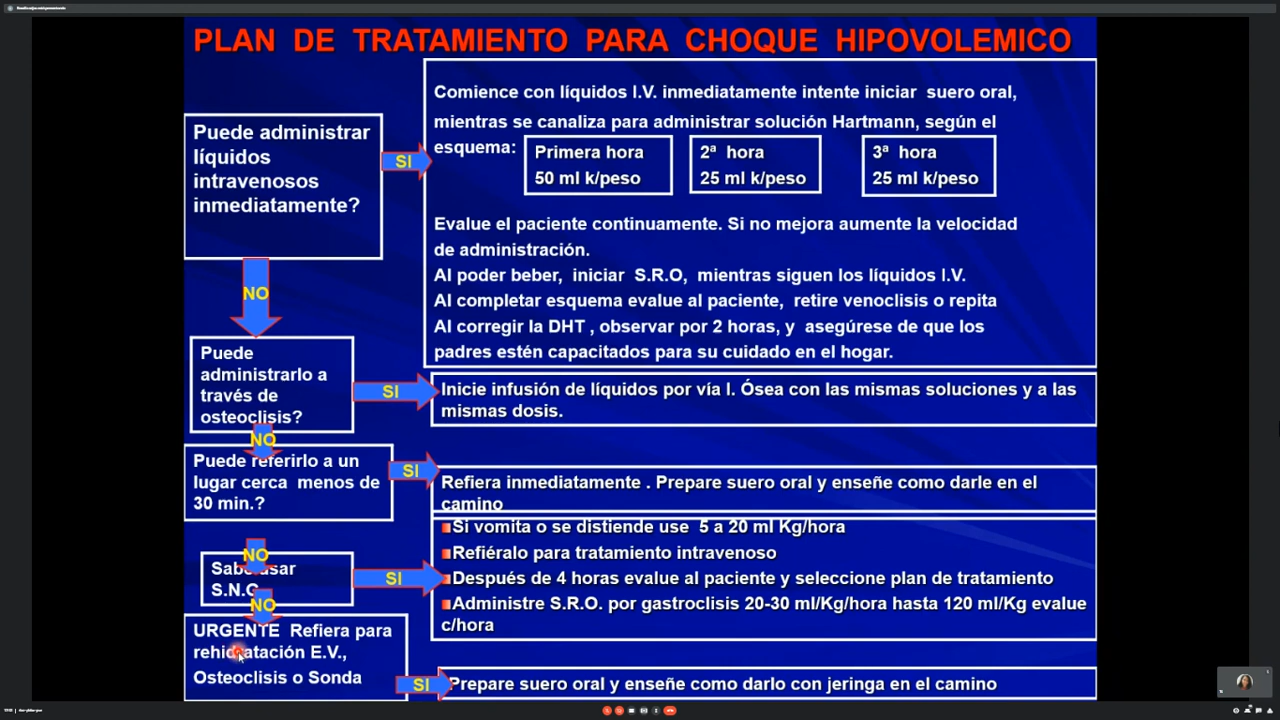 PLAN DE TRATAMIENTO PARA CHOQUE HIPOVOLEMICO
Puede administrar
líquidos
intravenosos
inmediatamente?
SI
Comience con líquidos I.V. inmediatamente intente iniciar suero oral,
mientras se canaliza para administrar solución Hartmann, según el
esquema:
Primera hora
50 ml k/peso
2ª hora
25 ml k/peso
3ª hora
25 ml k/peso
Evalue el paciente continuamente. Si no mejora aumente la velocidad
de administración.
Al poder beber, iniciar S.R.O, mientras siguen los líquidos I.V.
Al completar esquema evalue al paciente, retire venoclisis o repita
Al corregir la DHT , observar por 2 horas, y asegúrese de que los
padres estén capacitados para su cuidado en el hogar.
NO
Puede
administrarlo a
través de
osteoclisis?
SI
Inicie infusión de líquidos por vía I. Ósea con las mismas soluciones y a las
mismas dosis.
NO
Puede referirlo a un
lugar cerca menos de
30 min.?
SI
Refiera inmediatamente . Prepare suero oral y enseñe como darle en el
camino
NO
usar
S.N.G
SI
Si vomita o se distiende use 5 a 20 ml Kg/hora
Refiéralo para tratamiento intravenoso
Después de 4 horas evalue al paciente y seleccione plan de tratamiento
Administre S.R.O. por gastroclisis 20-30 ml/Kg/hora hasta 120 ml/Kg evalue
c/hora
NO
URGENTE Refiera para
rehidratación E.V.,
Osteoclisis o Sonda
SI
Prepare suero oral y enseñe como darlo con jeringa en el camino